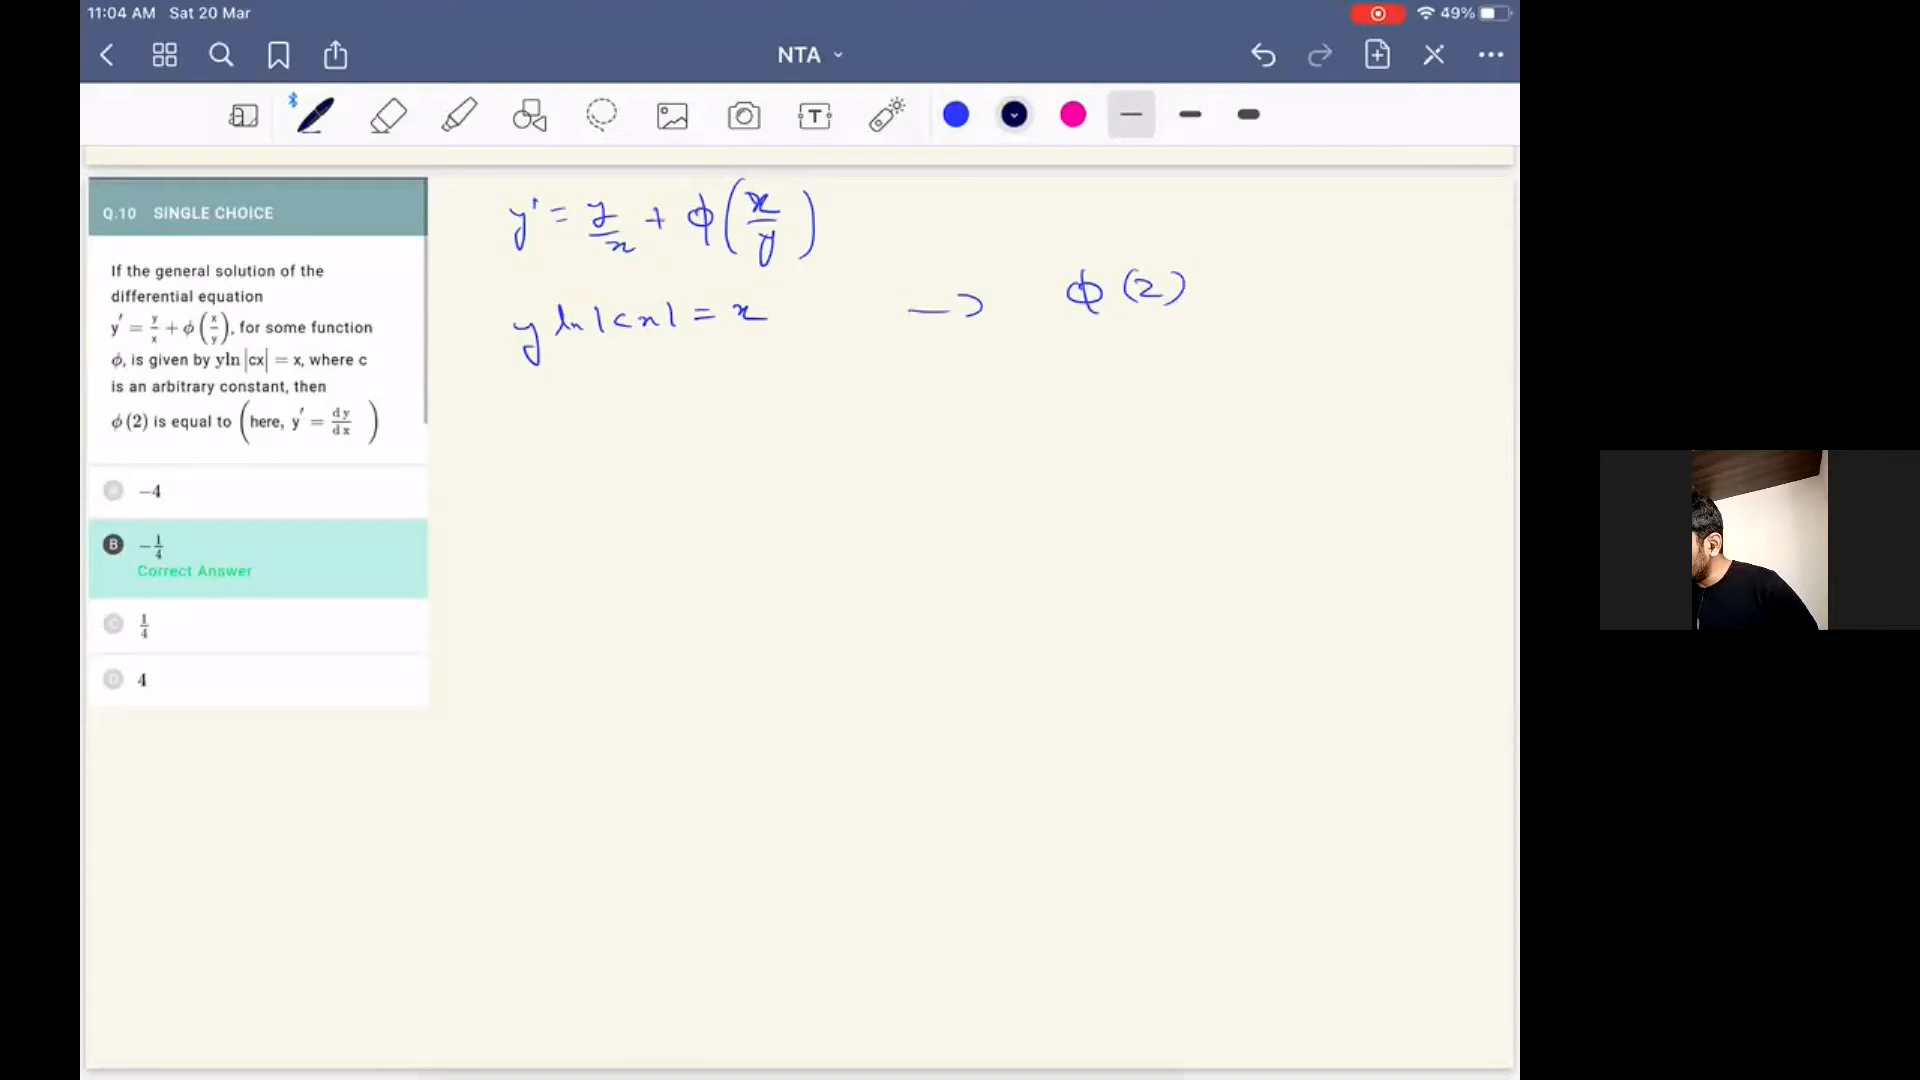 11:04 AM Sat 20 Mar
49%
NTA
Q.10 SINGLE CHOICE
y' = y/x + ϕ(x/y)
y ln|cx| = x → ϕ(2)
If the general solution of the
differential equation
y′ = y/x + ϕ(x/y), for some function
ϕ, is given by yln |cx| = x, where c
is an arbitrary constant, then
ϕ (2) is equal to (here, y′ = dy/dx )
A −4
B −1/4
Correct Answer
C 1/4
D 4